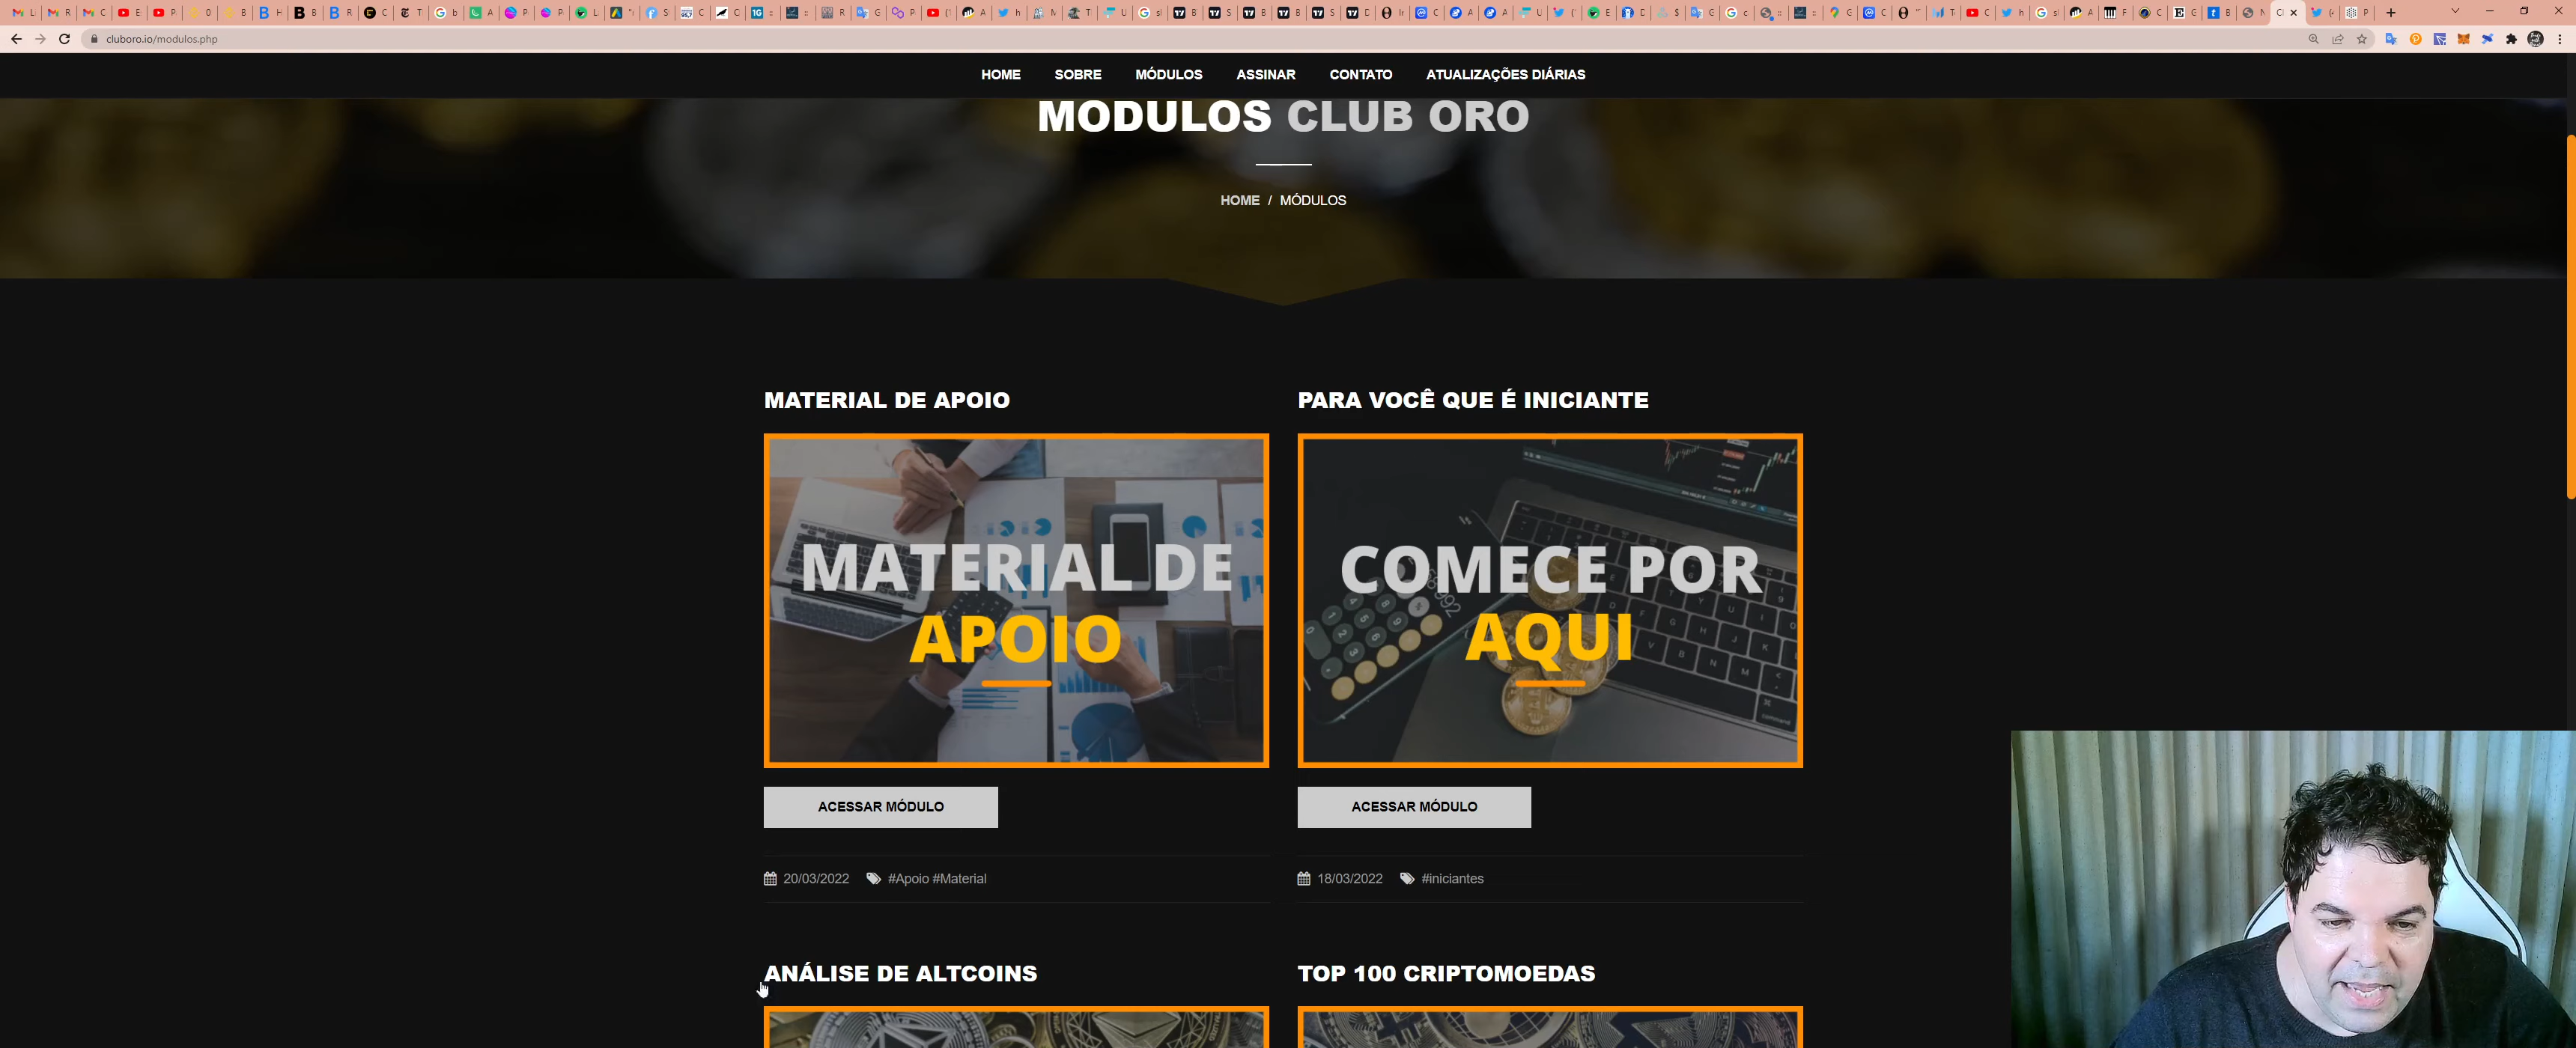 cluboro.io/modulos.php
HOME SOBRE MÓDULOS ASSINAR CONTATO ATUALIZAÇÕES DIÁRIAS
MODULOS CLUB ORO
HOME / MÓDULOS
MATERIAL DE APOIO
MATERIAL DE
APOIO
ACESSAR MÓDULO
20/03/2022 #Apoio #Material
PARA VOCÊ QUE É INICIANTE
COMECE POR
AQUI
ACESSAR MÓDULO
18/03/2022 #iniciantes
ANÁLISE DE ALTCOINS
TOP 100 CRIPTOMOEDAS